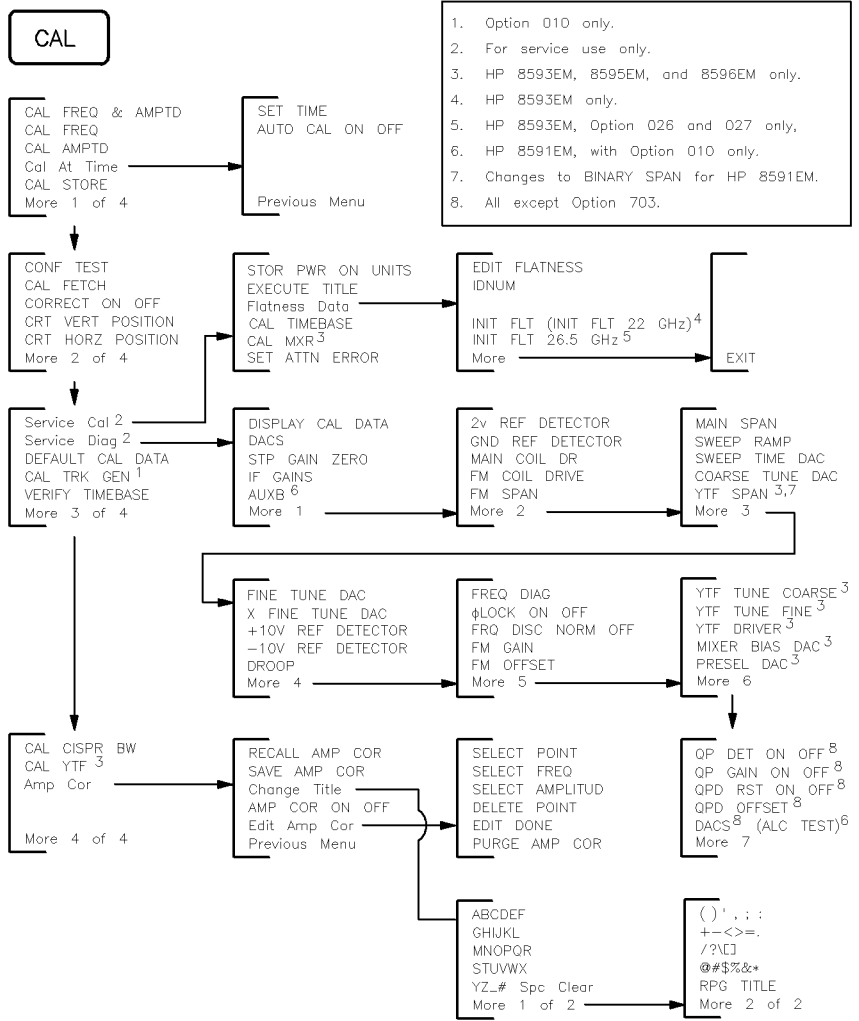 CAL
1. Option 010 only.
2. For service use only.
3. HP 8593EM, 8595EM, and 8596EM only.
4. HP 8593EM only.
5. HP 8593EM, Option 026 and 027 only,
6. HP 8591EM, with Option 010 only.
7. Changes to BINARY SPAN for HP 8591EM.
8. All except Option 703.
CAL FREQ & AMPTD
CAL FREQ
CAL AMPTD
Cal At Time
CAL STORE
More 1 of 4
SET TIME
AUTO CAL ON OFF
Previous Menu
CONF TEST
CAL FETCH
CORRECT ON OFF
CRT VERT POSITION
CRT HORZ POSITION
More 2 of 4
STOR PWR ON UNITS
EXECUTE TITLE
Flatness Data
CAL TIMEBASE
CAL MXR 3
SET ATTN ERROR
EDIT FLATNESS
IDNUM
INIT FLT (INIT FLT 22 GHz) 4
INIT FLT 26.5 GHz 5
More
EXIT
Service Cal 2
Service Diag 2
DEFAULT CAL DATA
CAL TRK GEN 1
VERIFY TIMEBASE
More 3 of 4
DISPLAY CAL DATA
DACS
STP GAIN ZERO
IF GAINS
AUXB 6
More 1
2v REF DETECTOR
GND REF DETECTOR
MAIN COIL DR
FM COIL DRIVE
FM SPAN
More 2
MAIN SPAN
SWEEP RAMP
SWEEP TIME DAC
COARSE TUNE DAC
YTF SPAN 3,7
More 3
FINE TUNE DAC
X FINE TUNE DAC
+10V REF DETECTOR
−10V REF DETECTOR
DROOP
More 4
FREQ DIAG
ϕLOCK ON OFF
FRQ DISC NORM OFF
FM GAIN
FM OFFSET
More 5
YTF TUNE COARSE 3
YTF TUNE FINE 3
YTF DRIVER 3
MIXER BIAS DAC 3
PRESEL DAC 3
More 6
CAL CISPR BW
CAL YTF 3
Amp Cor
More 4 of 4
RECALL AMP COR
SAVE AMP COR
Change Title
AMP COR ON OFF
Edit Amp Cor
Previous Menu
SELECT POINT
SELECT FREQ
SELECT AMPLITUD
DELETE POINT
EDIT DONE
PURGE AMP COR
QP DET ON OFF 8
QP GAIN ON OFF 8
QPD RST ON OFF 8
QPD OFFSET 8
DACS 8 (ALC TEST) 6
More 7
ABCDEF
GHIJKL
MNOPQR
STUVWX
YZ_# Spc Clear
More 1 of 2
( ) ' , ; :
+−<>=.
/?\[]
@#$%&*
RPG TITLE
More 2 of 2